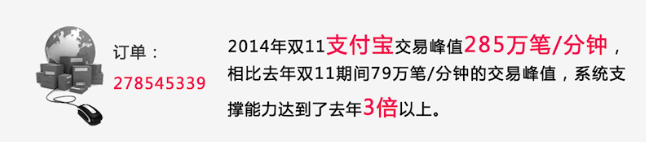 订单：
278545339
2014年双11支付宝交易峰值285万笔/分钟，
相比去年双11期间79万笔/分钟的交易峰值，系统支
撑能力达到了去年3倍以上。